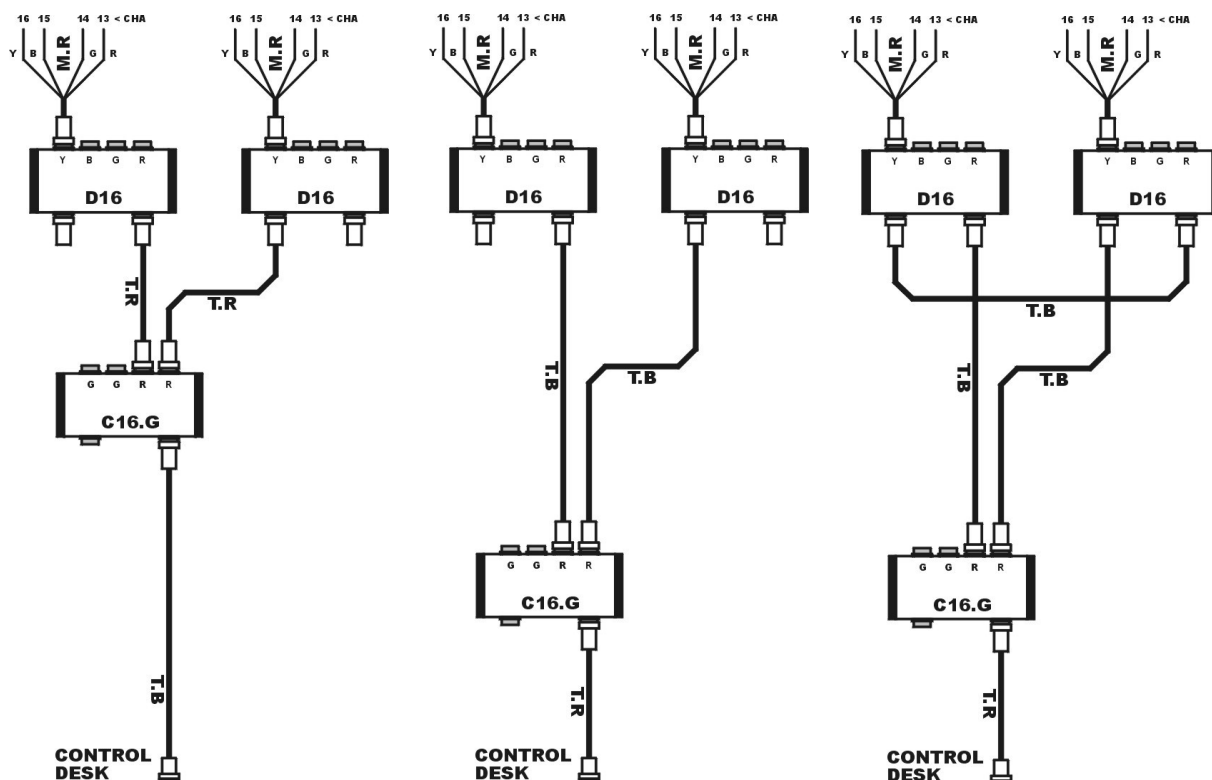 16 15 14 13 < CHA 16 15 14 13 < CHA 16 15 14 13 < CHA 16 15 14 13 < CHA 16 15 14 13 < CHA 16 15 14 13 < CHA
Y B M.R G R Y B M.R G R Y B M.R G R Y B M.R G R Y B M.R G R Y B M.R G R
Y B G R Y B G R Y B G R Y B G R Y B G R Y B G R
D16 D16 D16 D16 D16 D16
T.R T.R T.B
T.B T.B T.B T.B
G G R R
C16.G
G G R R G G R R
C16.G C16.G
T.B T.R T.R
CONTROL CONTROL CONTROL
DESK DESK DESK